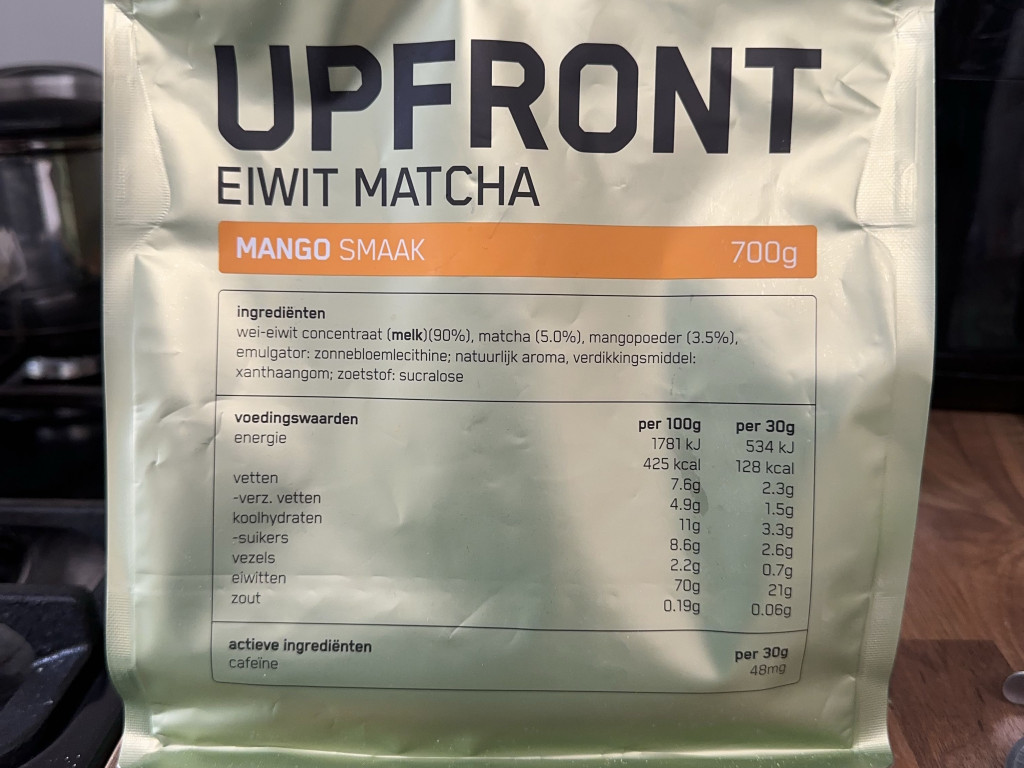 UPFRONT
EIWIT MATCHA
MANGO SMAAK 700g
ingrediënten
wei-eiwit concentraat (melk)(90%), matcha (5.0%), mangopoeder (3.5%),
emulgator: zonnebloemlecithine; natuurlijk aroma, verdikkingsmiddel:
xanthaangom; zoetstof: sucralose
voedingswaarden per 100g per 30g
energie 1781 kJ 534 kJ
425 kcal 128 kcal
vetten 7.6g 2.3g
-verz. vetten 4.9g 1.5g
koolhydraten 11g 3.3g
-suikers 8.6g 2.6g
vezels 2.2g 0.7g
eiwitten 70g 21g
zout 0.19g 0.06g
actieve ingrediënten per 30g
cafeïne 48mg